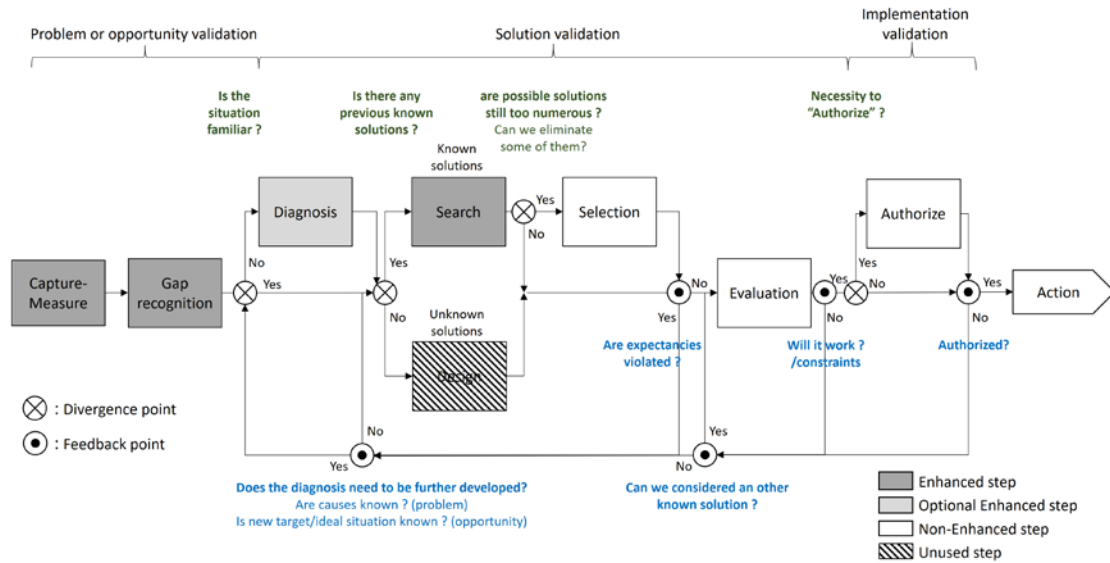 Problem or opportunity validation
Solution validation
Implementation
validation
Is the
situation
familiar ?
Is there any
previous known
solutions ?
are possible solutions
still too numerous ?
Can we eliminate
some of them?
Necessity to
“Authorize” ?
Known
solutions
Diagnosis
Search
Yes
Selection
Authorize
No
No
Yes
Yes
Capture-
Measure
Gap
recognition
Yes
No
Unknown
solutions
Design
No
Yes
Evaluation
Yes
No
No
Yes
No
Action
Are expectancies
violated ?
Will it work ?
/constraints
Authorized?
: Divergence point
: Feedback point
No
Yes
Yes
No
Does the diagnosis need to be further developed?
Are causes known ? (problem)
Is new target/ideal situation known ? (opportunity)
Can we considered an other
known solution ?
Enhanced step
Optional Enhanced step
Non-Enhanced step
Unused step